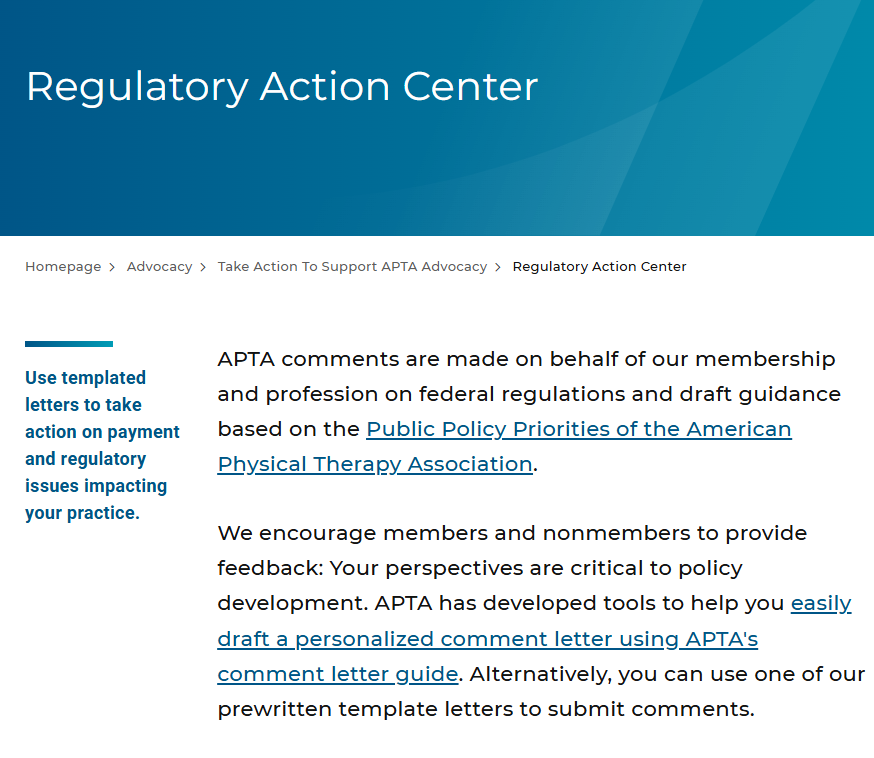 Regulatory Action Center
Homepage > Advocacy > Take Action To Support APTA Advocacy > Regulatory Action Center
Use templated
letters to take
action on payment
and regulatory
issues impacting
your practice.
APTA comments are made on behalf of our membership
and profession on federal regulations and draft guidance
based on the Public Policy Priorities of the American
Physical Therapy Association.
We encourage members and nonmembers to provide
feedback: Your perspectives are critical to policy
development. APTA has developed tools to help you easily
draft a personalized comment letter using APTA's
comment letter guide. Alternatively, you can use one of our
prewritten template letters to submit comments.